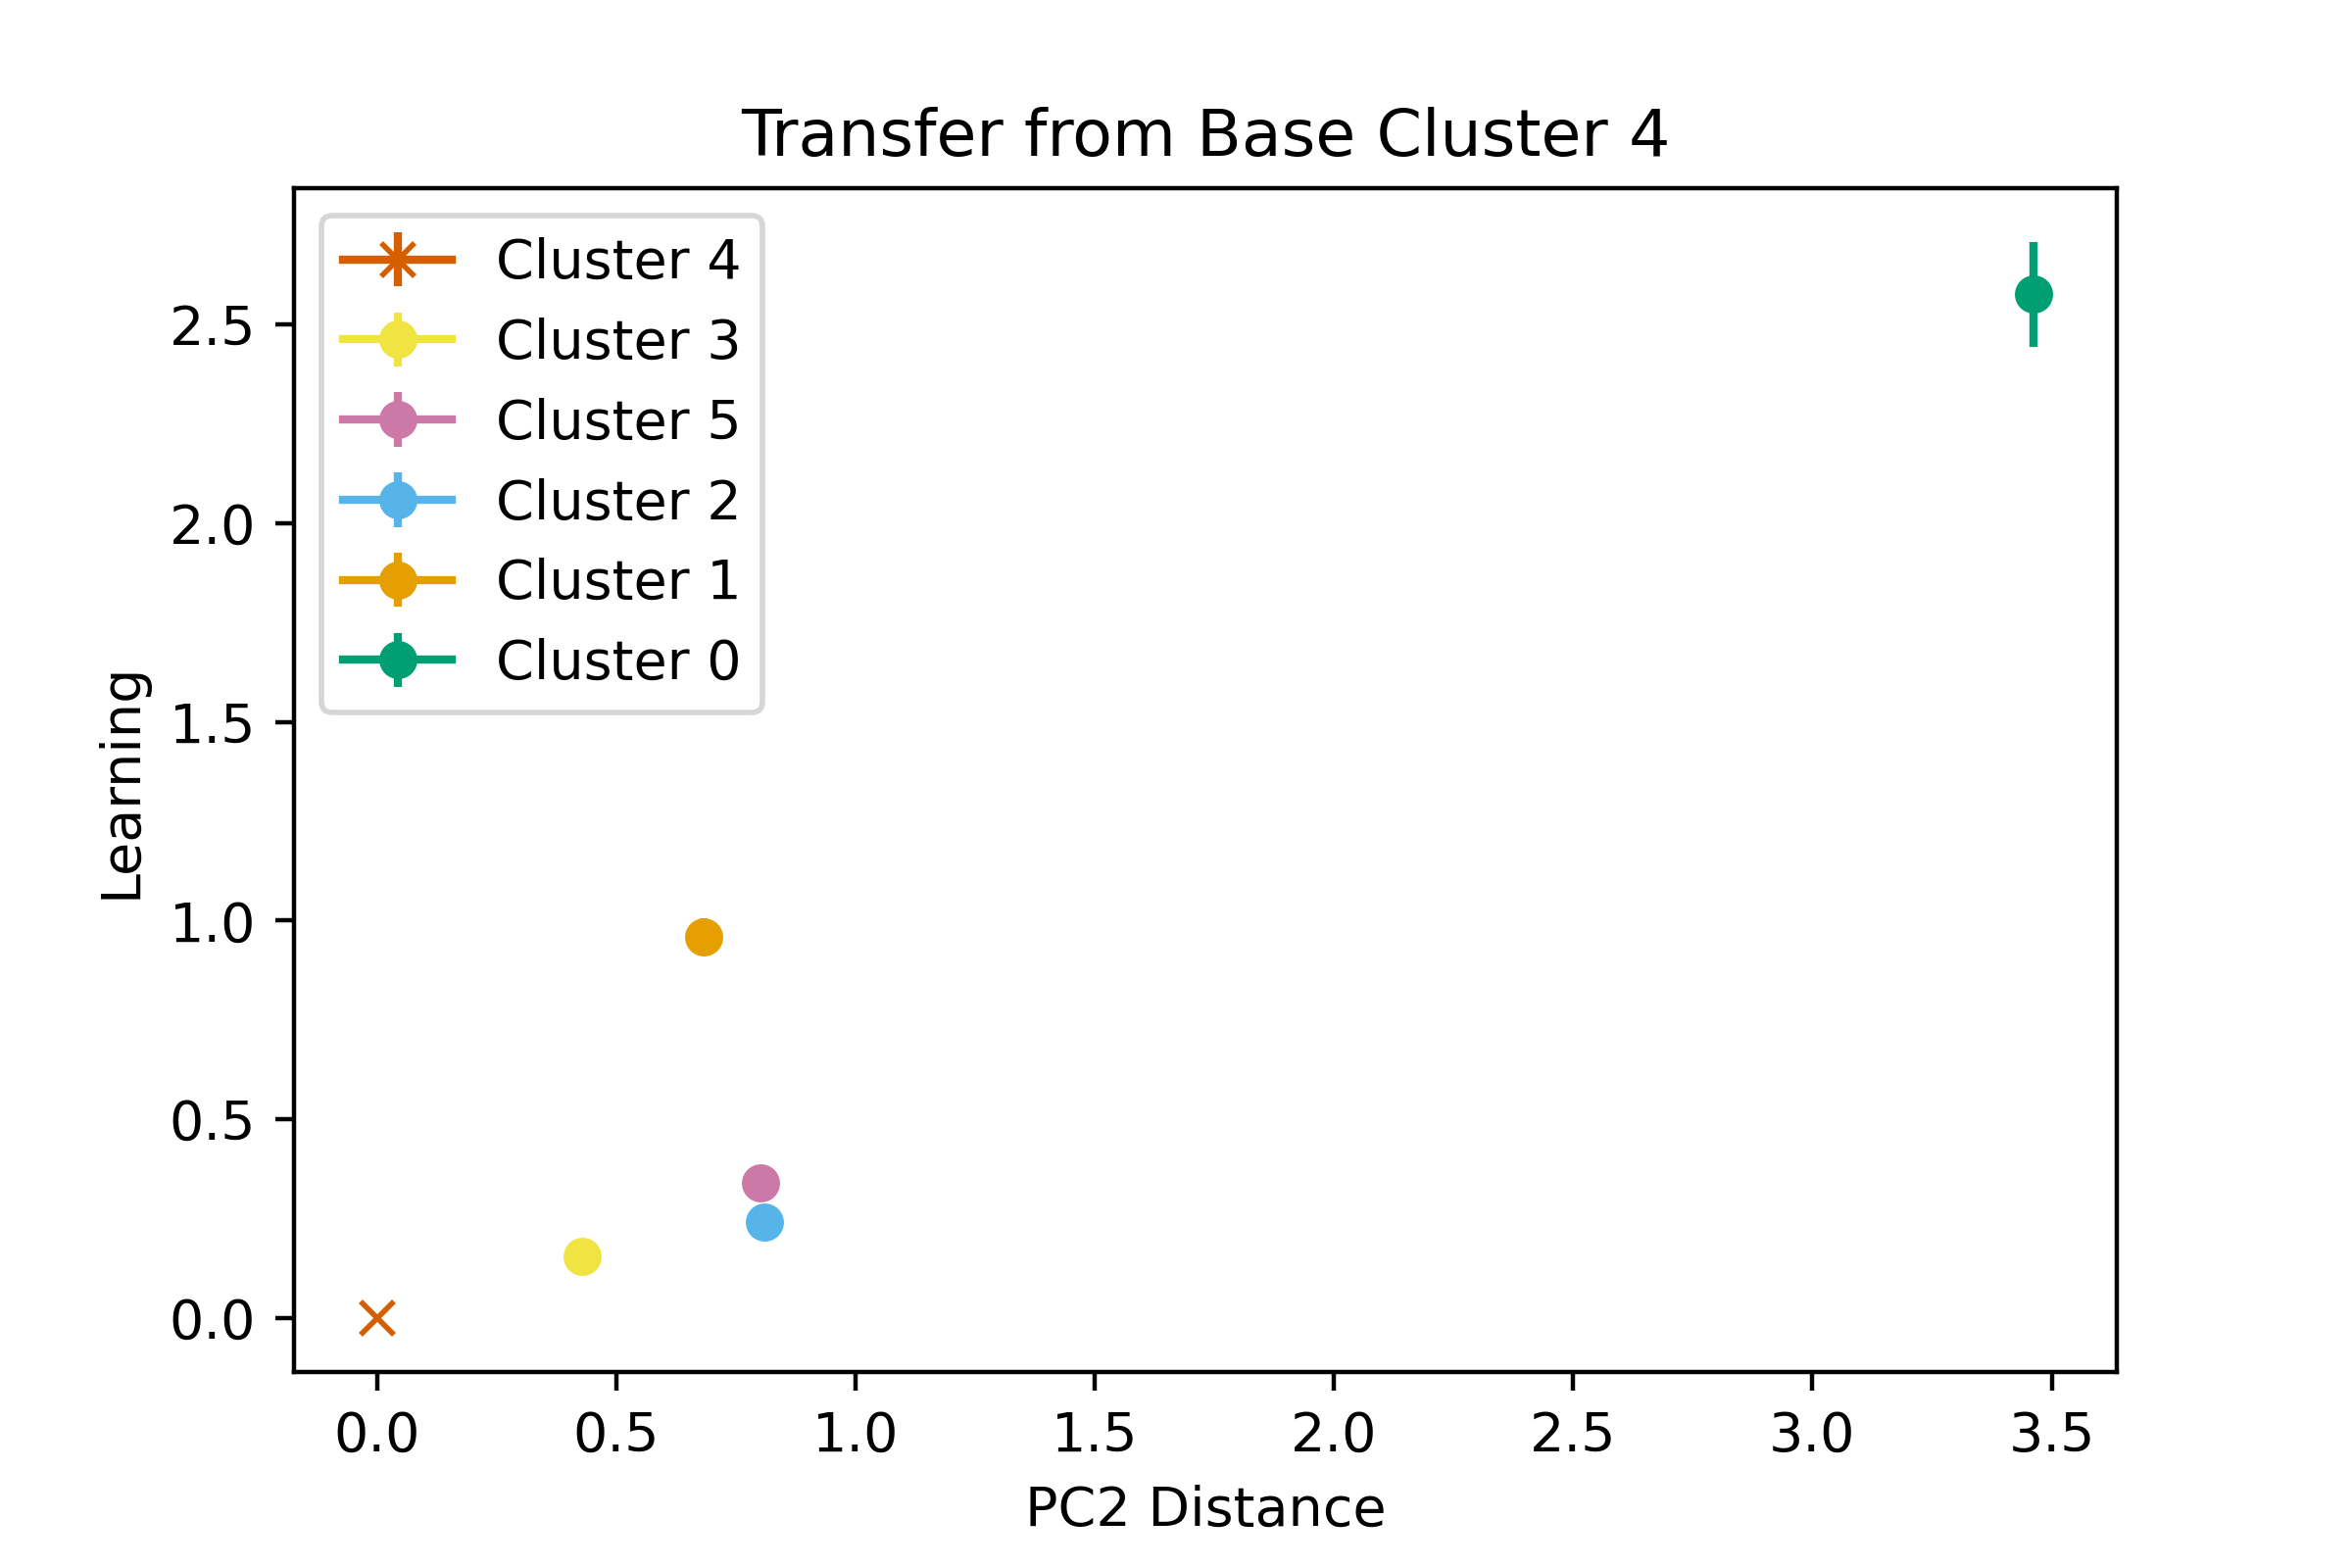 Transfer from Base Cluster 4
Cluster 4
Cluster 3
Cluster 5
Cluster 2
Cluster 1
Cluster 0
Learning
2.5
2.0
1.5
1.0
0.5
0.0
0.0 0.5 1.0 1.5 2.0 2.5 3.0 3.5
PC2 Distance